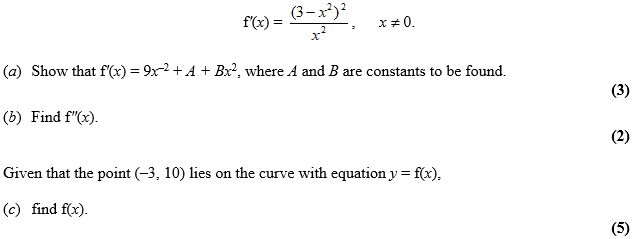 f′(x) = (3 – x²)² / x², x ≠ 0.
(a) Show that f′(x) = 9x⁻² + A + Bx², where A and B are constants to be found.
(3)
(b) Find f″(x).
(2)
Given that the point (–3, 10) lies on the curve with equation y = f(x),
(c) find f(x).
(5)